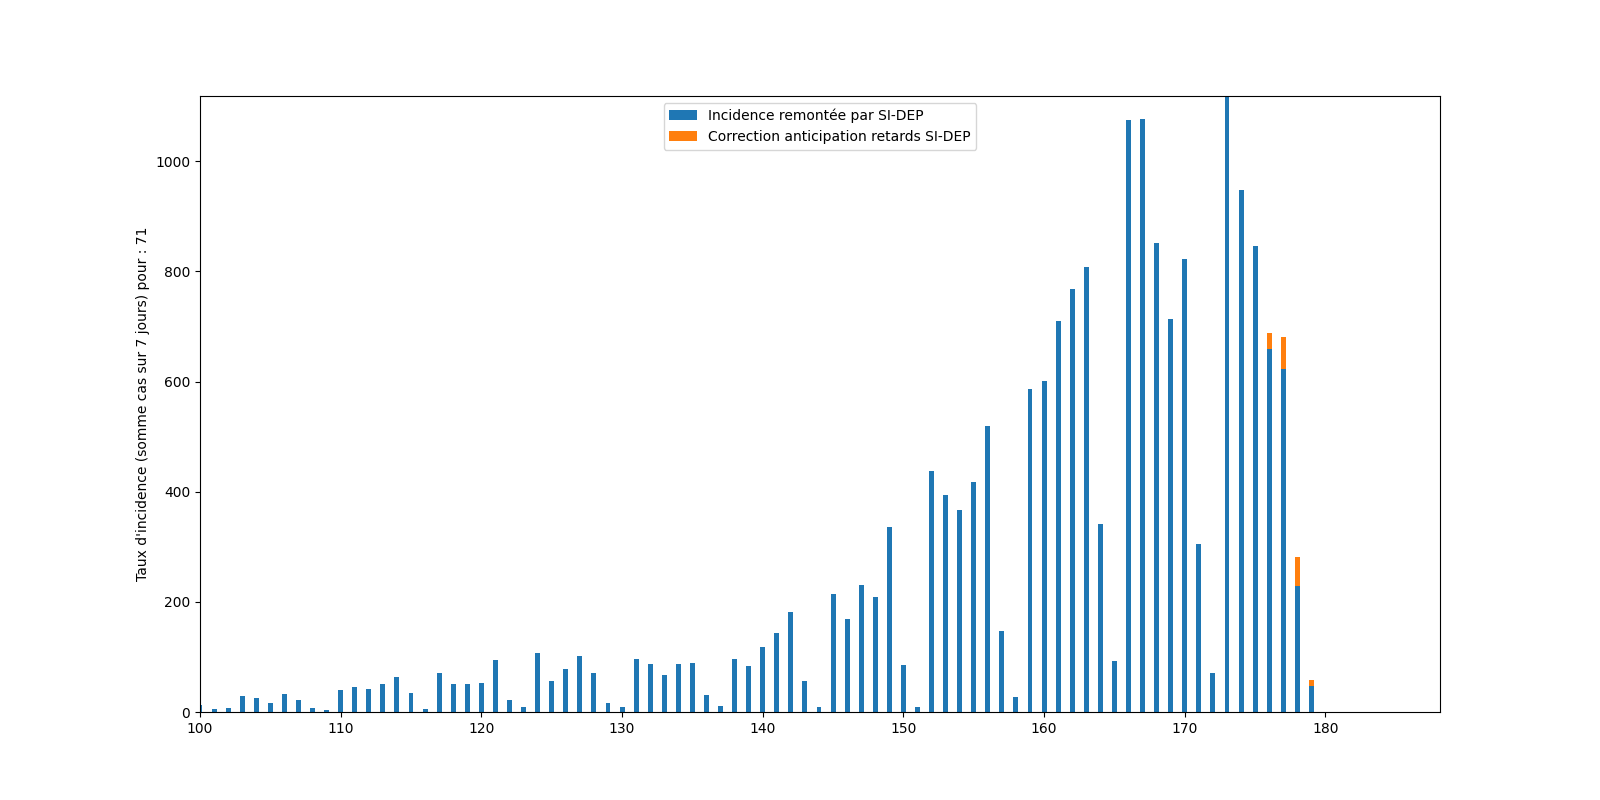 Incidence remontée par SI-DEP
Correction anticipation retards SI-DEP
Taux d'incidence (somme cas sur 7 jours) pour : 71
1000
800
600
400
200
0
100 110 120 130 140 150 160 170 180